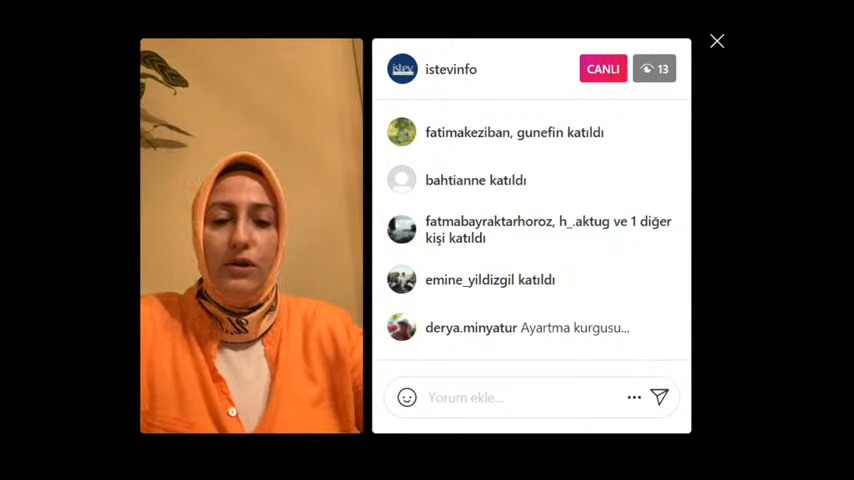 istev
istevinfo
CANLI
13
fatimakeziban, gunefin katıldı
bahtianne katıldı
fatmabayraktarhoroz, h_.aktug ve 1 diğer
kişi katıldı
emine_yildizgil katıldı
derya.minyatur Ayartma kurgusu...
Yorum ekle...